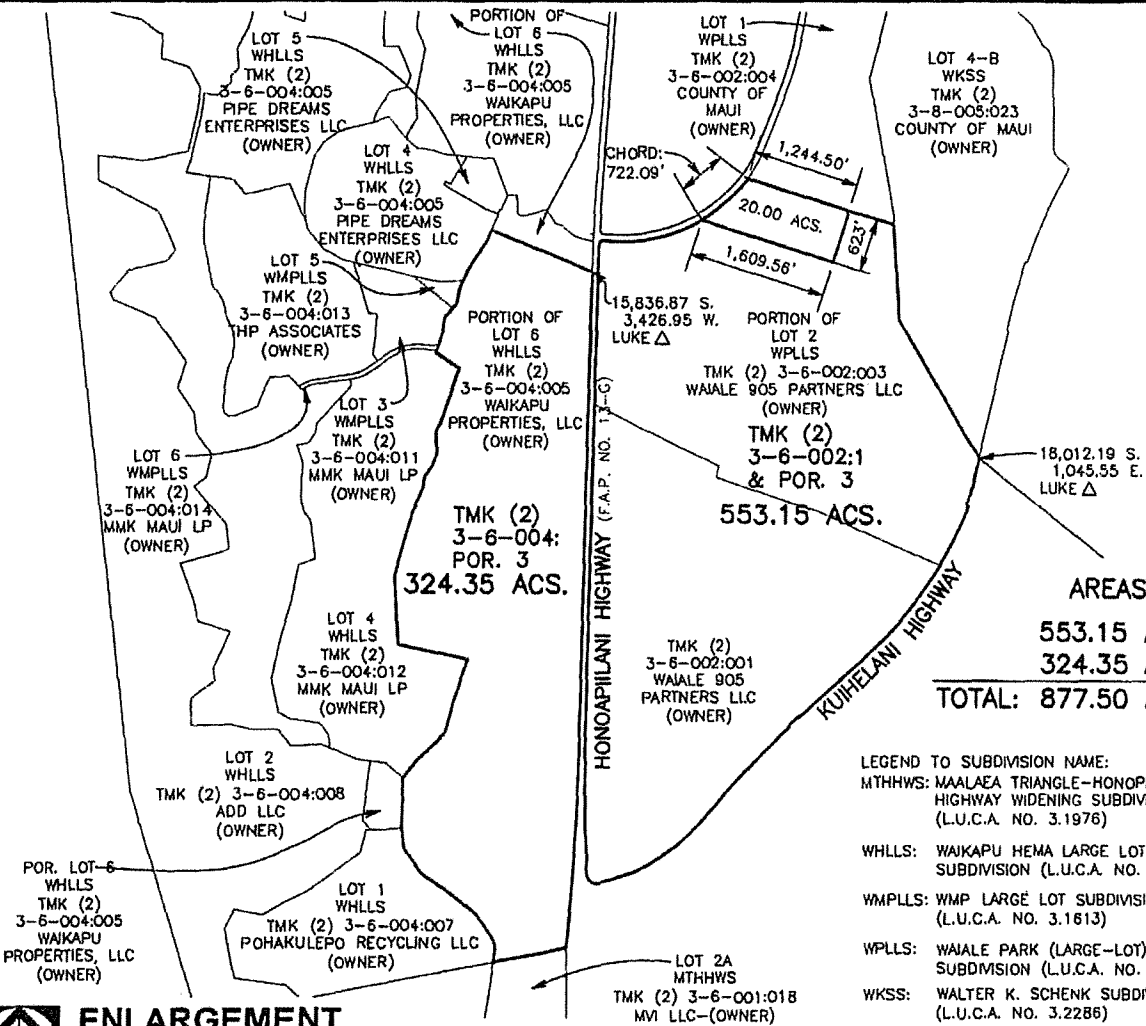 LOT 5
WHLLS
TMK (2)
3-6-004:005
PIPE DREAMS
ENTERPRISES LLC
(OWNER)
PORTION OF
LOT 6
WHLLS
TMK (2)
3-6-004:005
WAIKAPU
PROPERTIES, LLC
(OWNER)
LOT 1
WPLLS
TMK (2)
3-6-002:004
COUNTY OF
MAUI
(OWNER)
LOT 4-B
WKSS
TMK (2)
3-8-005:023
COUNTY OF MAUI
(OWNER)
LOT 4
WHLLS
TMK (2)
3-6-004:005
PIPE DREAMS
ENTERPRISES LLC
(OWNER)
CHORD:
722.09'
1,244.50'
20.00 ACS.
623'
1,609.56'
LOT 5
WMPLLS
TMK (2)
3-6-004:013
THP ASSOCIATES
(OWNER)
15,836.87 S.
3,426.95 W.
LUKE △
PORTION OF
LOT 6
WHLLS
TMK (2)
3-6-004:005
WAIKAPU
PROPERTIES, LLC
(OWNER)
PORTION OF
LOT 2
WPLLS
TMK (2) 3-6-002:003
WAIALE 905 PARTNERS LLC
(OWNER)
TMK (2)
3-6-002:1
& POR. 3
553.15 ACS.
LOT 3
WMPLLS
TMK (2)
3-6-004:011
MMK MAUI LP
(OWNER)
LOT 6
WMPLLS
TMK (2)
3-6-004:014
MMK MAUI LP
(OWNER)
18,012.19 S.
1,045.55 E.
LUKE △
TMK (2)
3-6-004:
POR. 3
324.35 ACS.
HONOAPIILANI HIGHWAY (F.A.P. NO. 13-G)
KUIHELANI HIGHWAY
AREAS
553.15
324.35
TOTAL: 877.50
LOT 4
WHLLS
TMK (2)
3-6-004:012
MMK MAUI LP
(OWNER)
TMK (2)
3-6-002:001
WAIALE 905
PARTNERS LLC
(OWNER)
LOT 2
WHLLS
TMK (2) 3-6-004:008
ADD LLC
(OWNER)
POR. LOT 6
WHLLS
TMK (2)
3-6-004:005
WAIKAPU
PROPERTIES, LLC
(OWNER)
LOT 1
WHLLS
TMK (2) 3-6-004:007
POHAKULEPO RECYCLING LLC
(OWNER)
LOT 2A
MTHHWS
TMK (2) 3-6-001:018
MVI LLC-(OWNER)
LEGEND TO SUBDIVISION NAME:
MTHHWS: MAALAEA TRIANGLE-HONOP
HIGHWAY WIDENING SUBDIV
(L.U.C.A. NO. 3.1976)
WHLLS: WAIKAPU HEMA LARGE LOT
SUBDIVISION (L.U.C.A. NO.
WMPLLS: WMP LARGE LOT SUBDIVISI
(L.U.C.A. NO. 3.1613)
WPLLS: WAIALE PARK (LARGE-LOT)
SUBDIVISION (L.U.C.A. NO.
WKSS: WALTER K. SCHENK SUBDI
(L.U.C.A. NO. 3.2286)
ENLARGEMENT